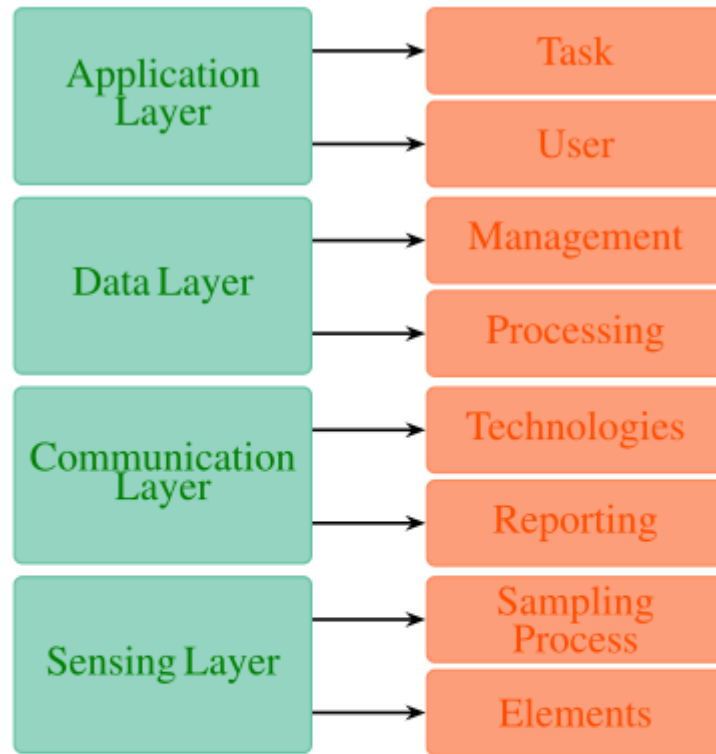 Application
Layer
Task
User
Data Layer
Management
Processing
Communication
Layer
Technologies
Reporting
Sensing Layer
Sampling
Process
Elements